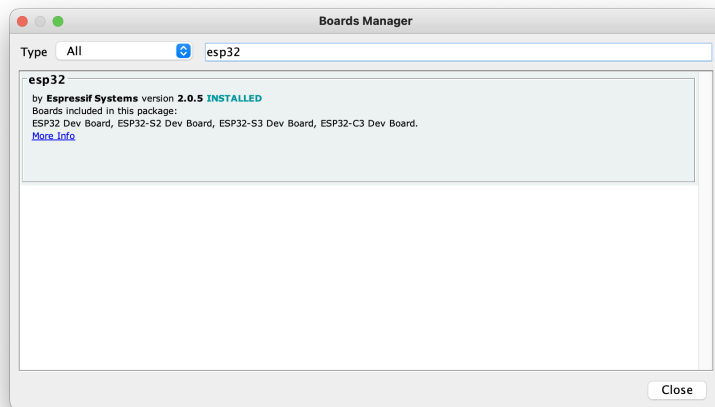 Boards Manager
Type All esp32
esp32
by Espressif Systems version 2.0.5 INSTALLED
Boards included in this package:
ESP32 Dev Board, ESP32-S2 Dev Board, ESP32-S3 Dev Board, ESP32-C3 Dev Board.
More Info
Close